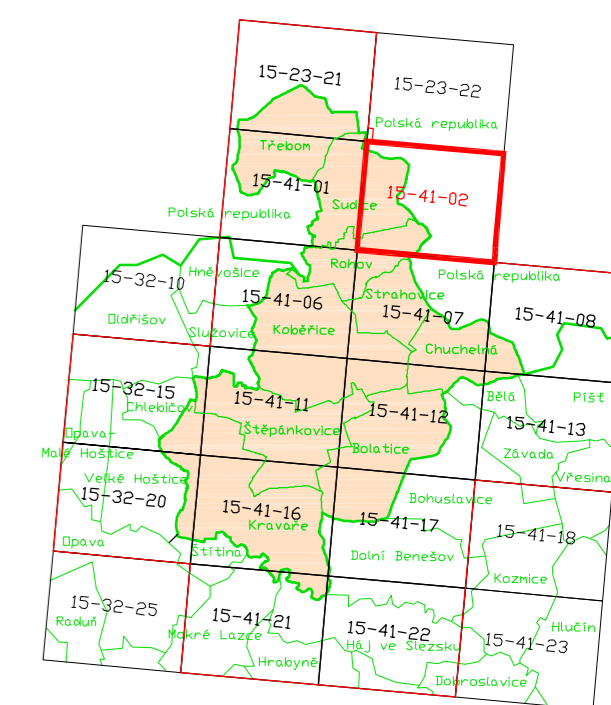 15-23-21
15-23-22
Polská republika
Třebom
15-41-01
15-41-02
Sudice
Polská republika
Rohov
Hněvošice
Polská republika
15-32-10
Strahovice
15-41-06
15-41-07
15-41-08
Oldřišov
Služovice
Kobeřice
Chuchelná
15-32-15
Bělá
Píšť
Chlebičov
15-41-11
15-41-12
15-41-13
Opava-
Malé Hoštice
Štěpánkovice
Bolatice
Závada
Velké Hoštice
Vřesina
15-32-20
Bohuslavice
15-41-16
Kravaře
15-41-17
15-41-18
Opava
Štítina
Dolní Benešov
Kozmice
15-32-25
Raduň
15-41-21
Mokré Lazce
15-41-22
Háj ve Slezsku
Hlučín
15-41-23
Hrabyně
Dobroslavice